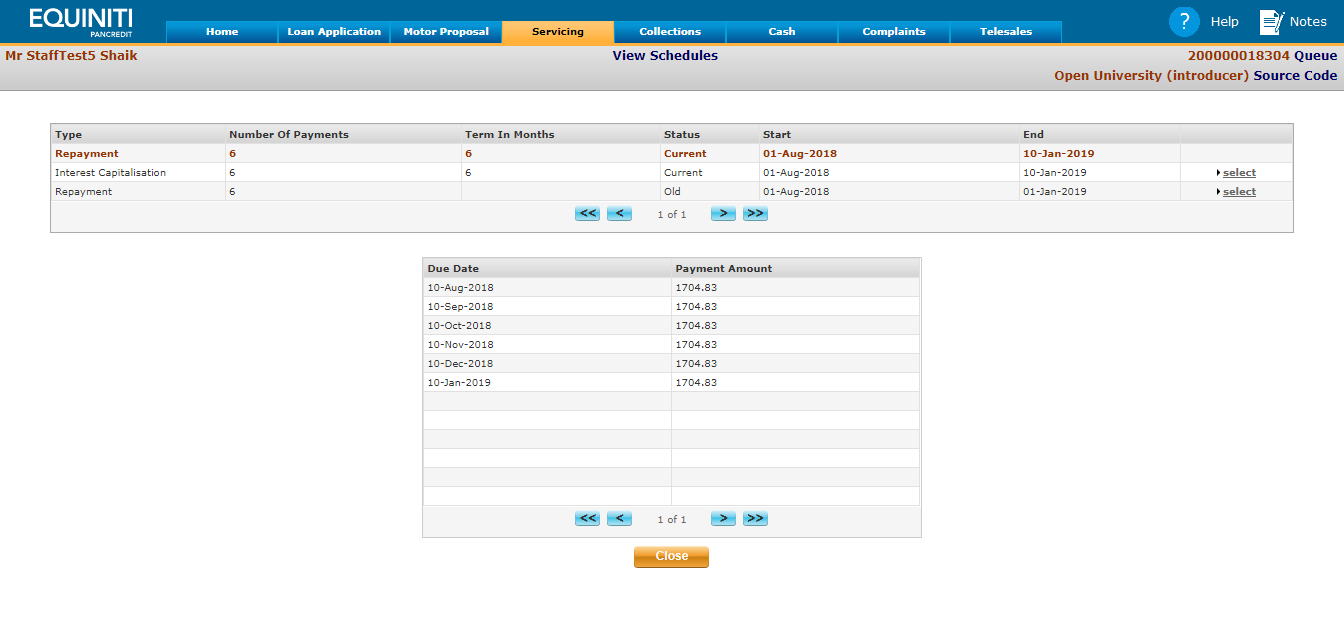 EQUINITI
PANCREDIT
Home Loan Application Motor Proposal Servicing Collections Cash Complaints Telesales ? Help Notes
Mr StaffTest5 Shaik View Schedules 200000018304 Queue
Open University (introducer) Source Code
Type Number Of Payments Term In Months Status Start End
Repayment 6 6 Current 01-Aug-2018 10-Jan-2019
Interest Capitalisation 6 6 Current 01-Aug-2018 10-Jan-2019 select
Repayment 6 Old 01-Aug-2018 01-Jan-2019 select
<< < 1 of 1 > >>
Due Date Payment Amount
10-Aug-2018 1704.83
10-Sep-2018 1704.83
10-Oct-2018 1704.83
10-Nov-2018 1704.83
10-Dec-2018 1704.83
10-Jan-2019 1704.83
<< < 1 of 1 > >>
Close